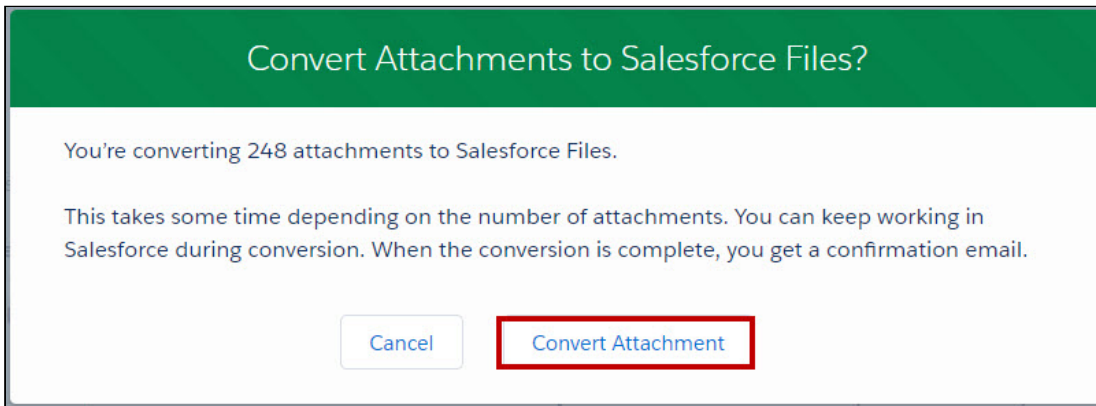 Convert Attachments to Salesforce Files?
You’re converting 248 attachments to Salesforce Files.
This takes some time depending on the number of attachments. You can keep working in
Salesforce during conversion. When the conversion is complete, you get a confirmation email.
Cancel
Convert Attachment